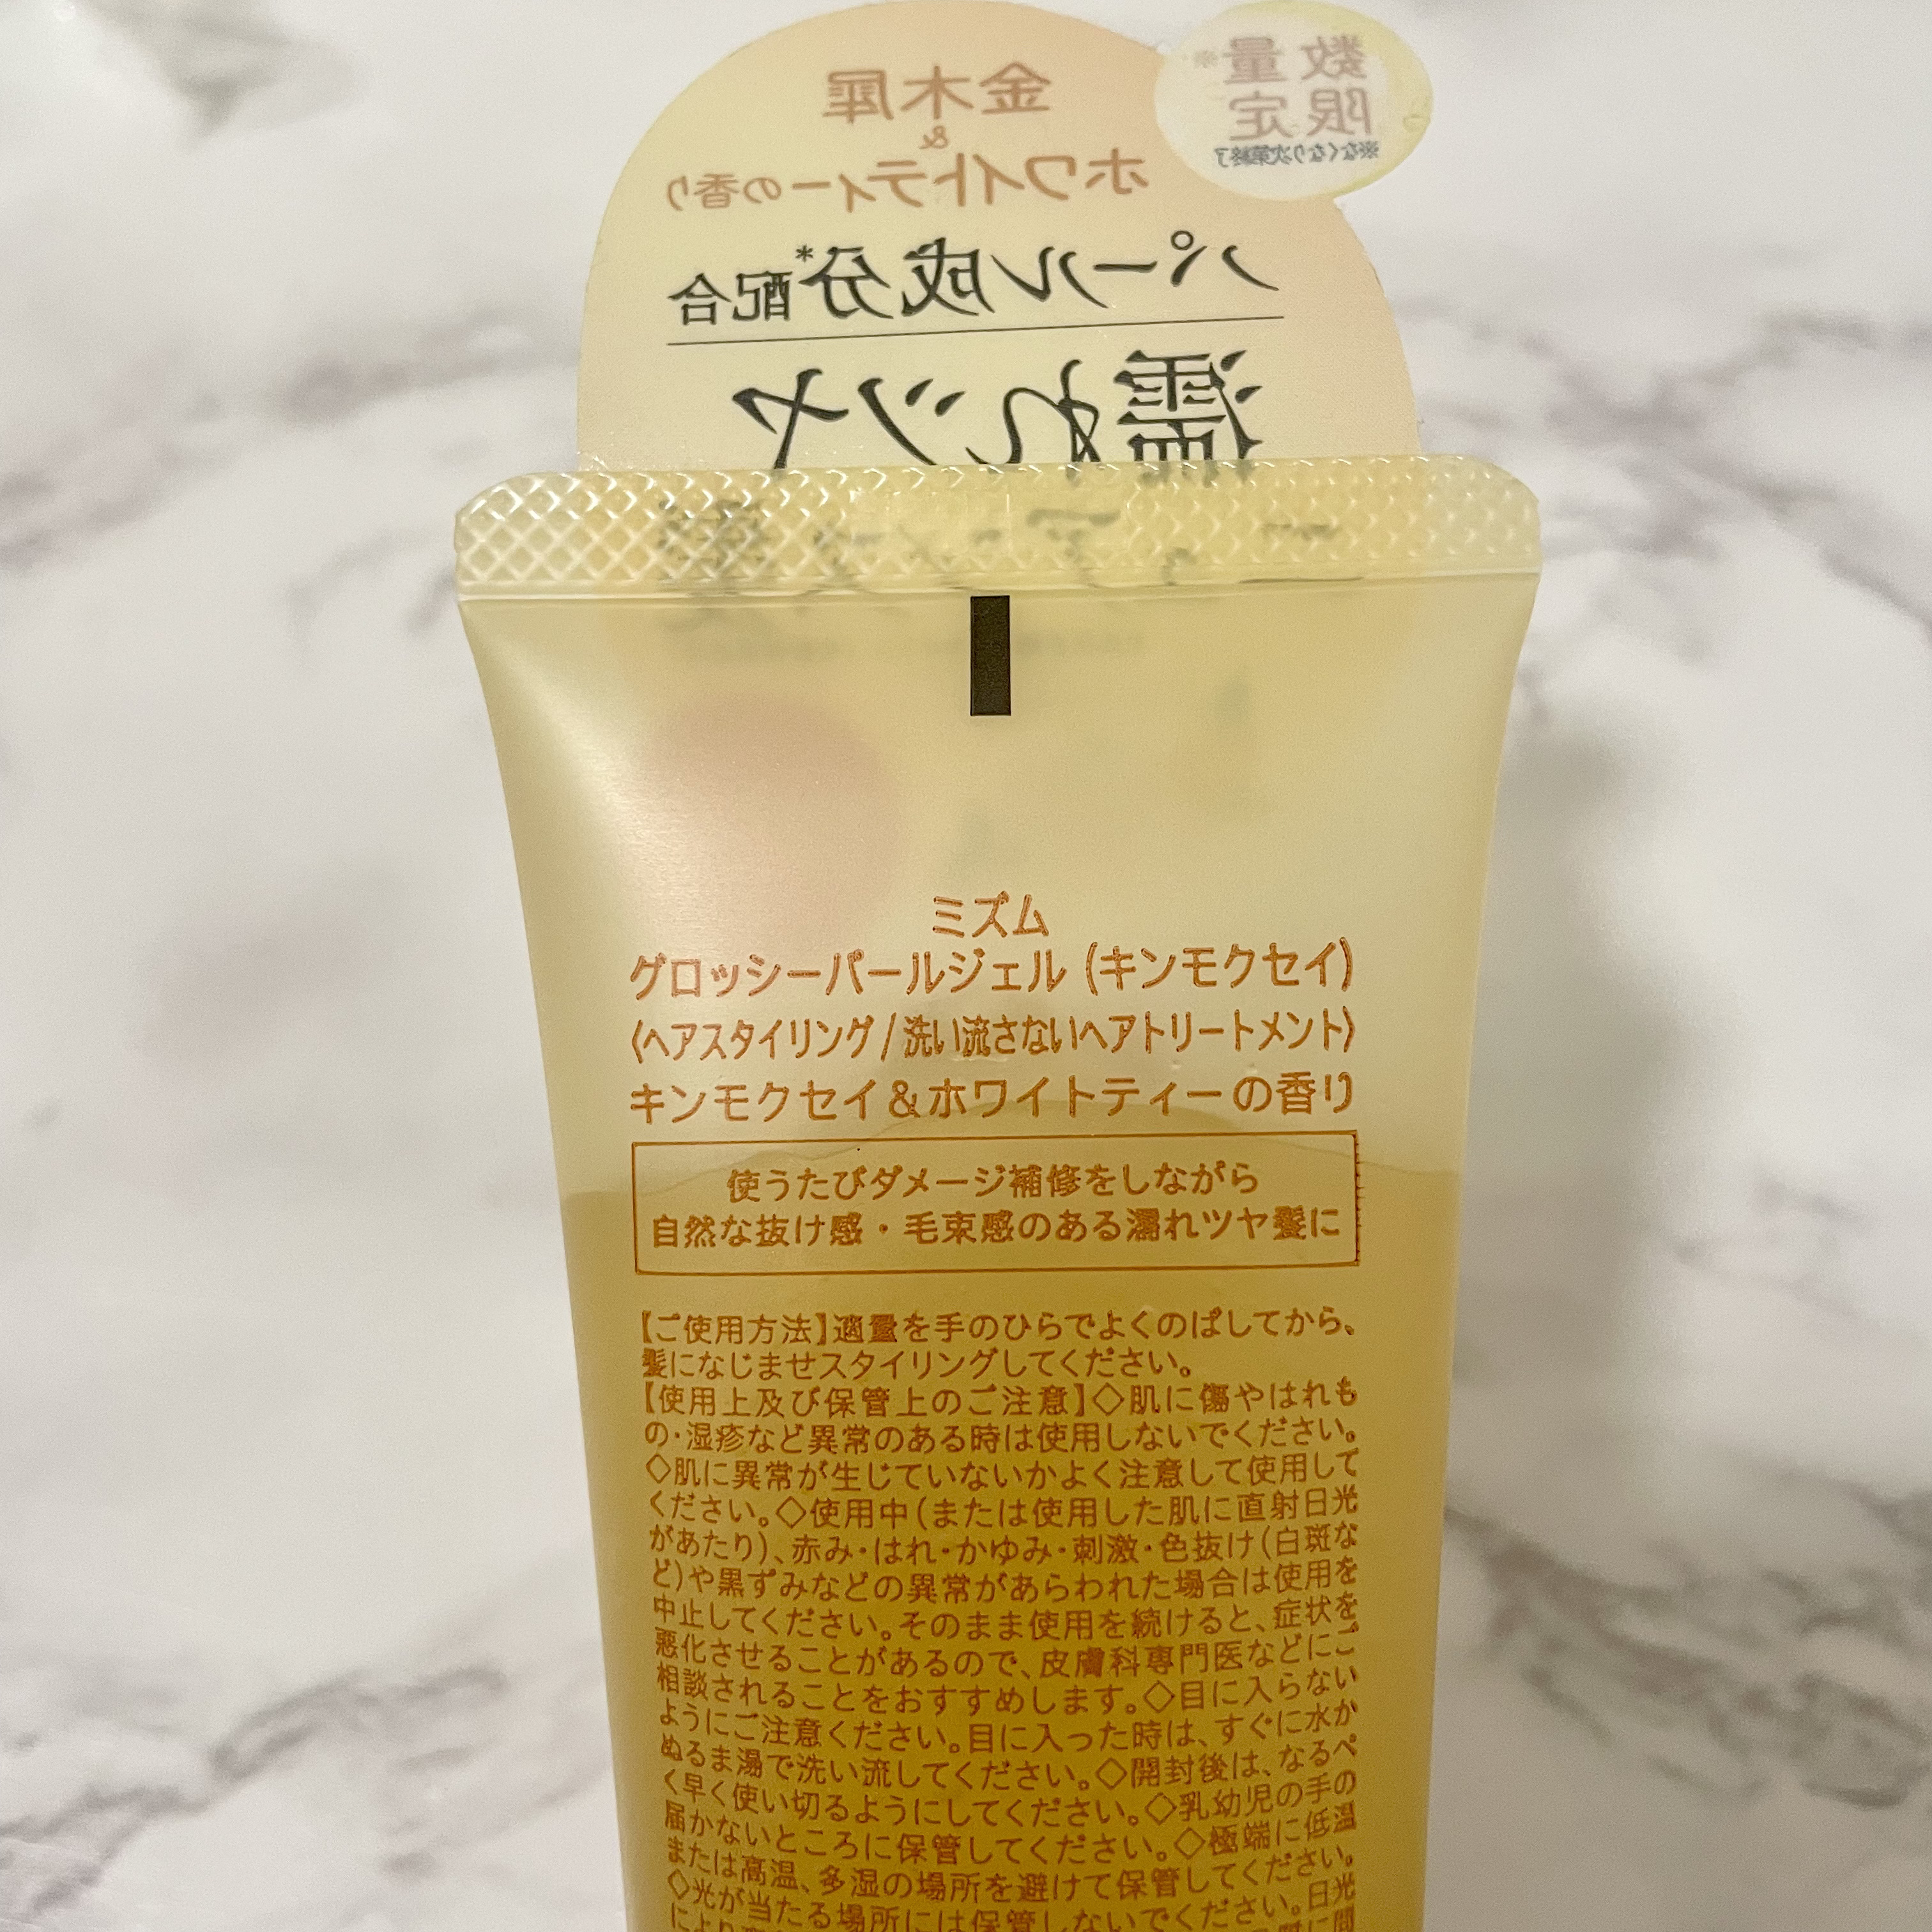 数量※
限定
※なくなり次第終了
金木犀
&
ホワイトティーの香り
パール成分*配合
濡れツヤ
ミズム
グロッシーパールジェル (キンモクセイ)
〈ヘアスタイリング/洗い流さないヘアトリートメント〉
キンモクセイ&ホワイトティーの香り
使うたびダメージ補修をしながら
自然な抜け感・毛束感のある濡れツヤ髪に
【ご使用方法】適量を手のひらでよくのばしてから、
髪になじませスタイリングしてください。
【使用上及び保管上のご注意】◇肌に傷やはれも
の・湿疹など異常のある時は使用しないでください。
◇肌に異常が生じていないかよく注意して使用して
ください。◇使用中(または使用した肌に直射日光
があたり)、赤み・はれ・かゆみ・刺激・色抜け(白斑な
ど)や黒ずみなどの異常があらわれた場合は使用を
中止してください。そのまま使用を続けると、症状を
悪化させることがあるので、皮膚科専門医などにご
相談されることをおすすめします。◇目に入らない
ようにご注意ください。目に入った時は、すぐに水か
ぬるま湯で洗い流してください。◇開封後は、なるべ
く早く使い切るようにしてください。◇乳幼児の手の
届かないところに保管してください。◇極端に低温
または高温、多湿の場所を避けて保管してください。
◇光が当たる場所には保管しないでください。日光